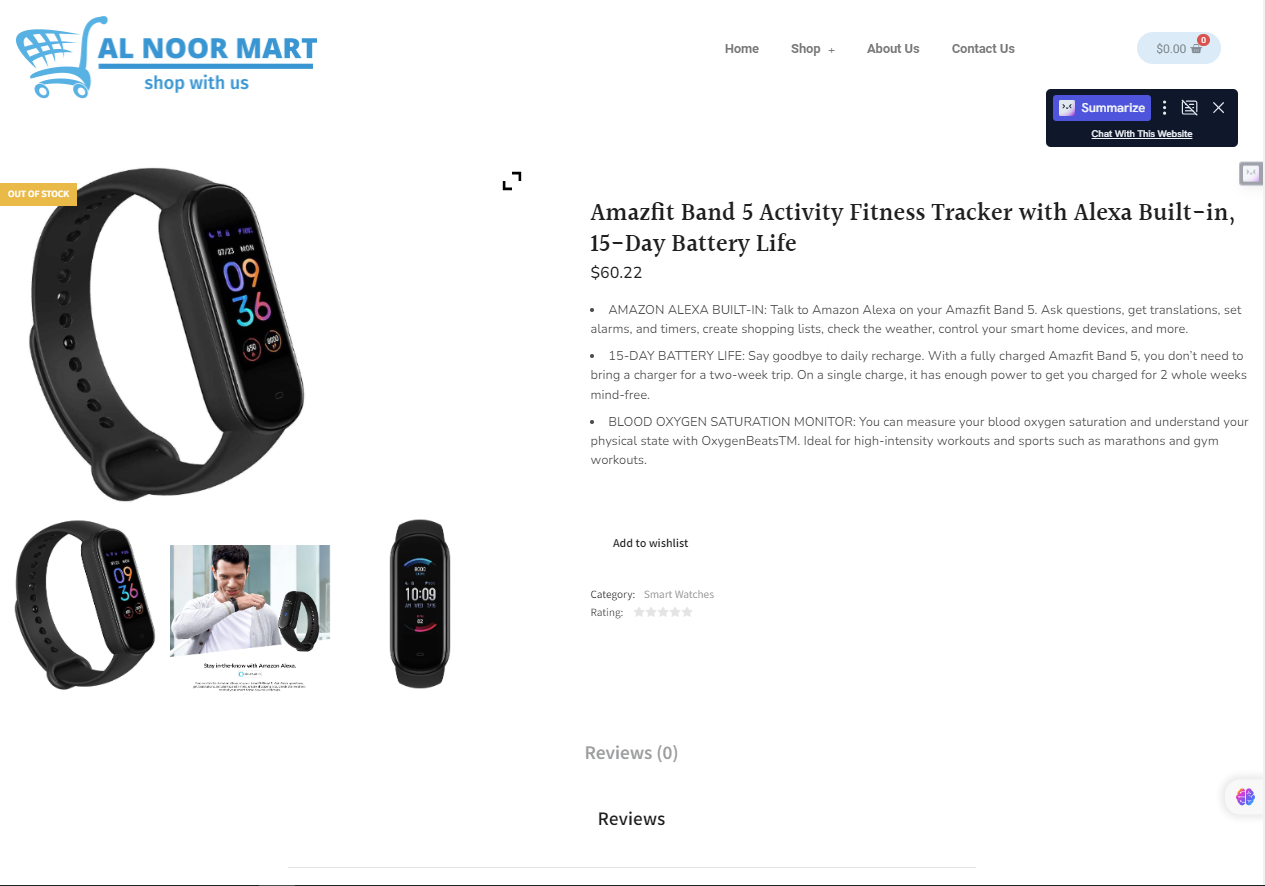 AL NOOR MART
shop with us
Home
Shop +
About Us
Contact Us
$0.00
0
Summarize
Chat With This Website
OUT OF STOCK
07/23 MON
09
36
650
8000
Amazfit Band 5 Activity Fitness Tracker with Alexa Built-in,
15-Day Battery Life
$60.22
• AMAZON ALEXA BUILT-IN: Talk to Amazon Alexa on your Amazfit Band 5. Ask questions, get translations, set
alarms, and timers, create shopping lists, check the weather, control your smart home devices, and more.
• 15-DAY BATTERY LIFE: Say goodbye to daily recharge. With a fully charged Amazfit Band 5, you don't need to
bring a charger for a two-week trip. On a single charge, it has enough power to get you charged for 2 whole weeks
mind-free.
• BLOOD OXYGEN SATURATION MONITOR: You can measure your blood oxygen saturation and understand your
physical state with OxygenBeatsTM. Ideal for high-intensity workouts and sports such as marathons and gym
workouts.
09
36
Stay in-the-know with Amazon Alexa.
8000
10:09
02
Add to wishlist
Category: Smart Watches
Rating:
Reviews (0)
Reviews